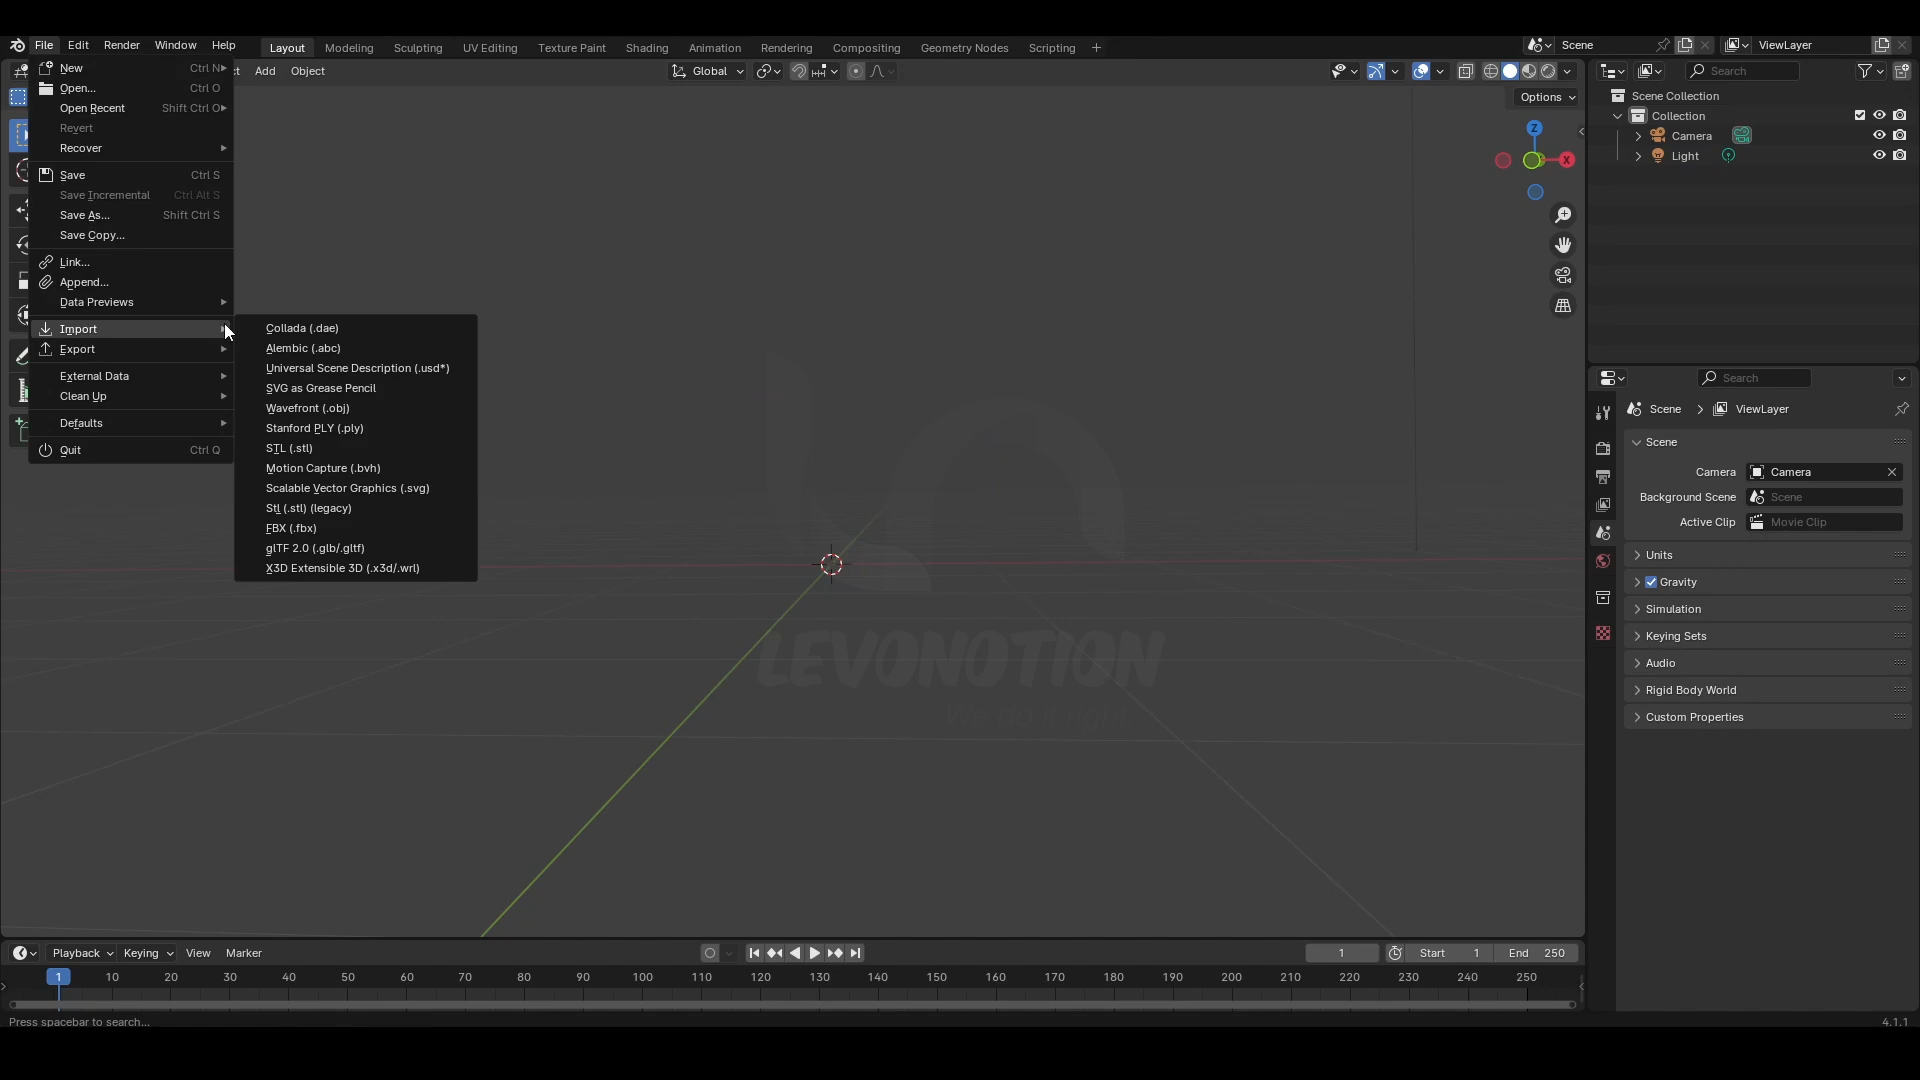 File Edit Render Window Help Layout Modeling Sculpting UV Editing Texture Paint Shading Animation Rendering Compositing Geometry Nodes Scripting + Scene ViewLayer
New Ctrl N
Add Object Global Search
Open... Ctrl O
Open Recent Shift Ctrl O
Revert
Recover
Save Ctrl S
Save Incremental Ctrl Alt S
Save As... Shift Ctrl S
Save Copy...
Link...
Append...
Data Previews
Import
Export
External Data
Clean Up
Defaults
Quit Ctrl Q
Collada (.dae)
Alembic (.abc)
Universal Scene Description (.usd*)
SVG as Grease Pencil
Wavefront (.obj)
Stanford PLY (.ply)
STL (.stl)
Motion Capture (.bvh)
Scalable Vector Graphics (.svg)
Stl (.stl) (legacy)
FBX (.fbx)
glTF 2.0 (.glb/.gltf)
X3D Extensible 3D (.x3d/.wrl)
Options
Z
X
LEVONOTION
We do it right
Scene Collection
Collection
Camera
Light
Search
Scene > ViewLayer
Scene
Camera Camera
Background Scene Scene
Active Clip Movie Clip
Units
Gravity
Simulation
Keying Sets
Audio
Rigid Body World
Custom Properties
Playback Keying View Marker 1 Start 1 End 250
1 10 20 30 40 50 60 70 80 90 100 110 120 130 140 150 160 170 180 190 200 210 220 230 240 250
Press spacebar to search... 4.1.1